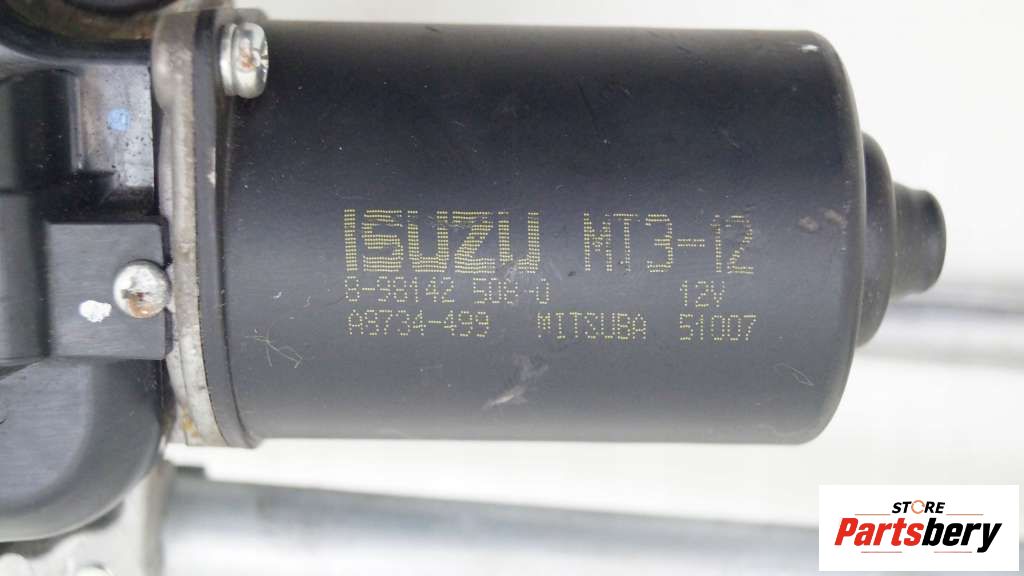 ISUZU MT3-12
8-98142 508 0 12V
A8734-499 MITSUBA 51007
STORE
Partsbery